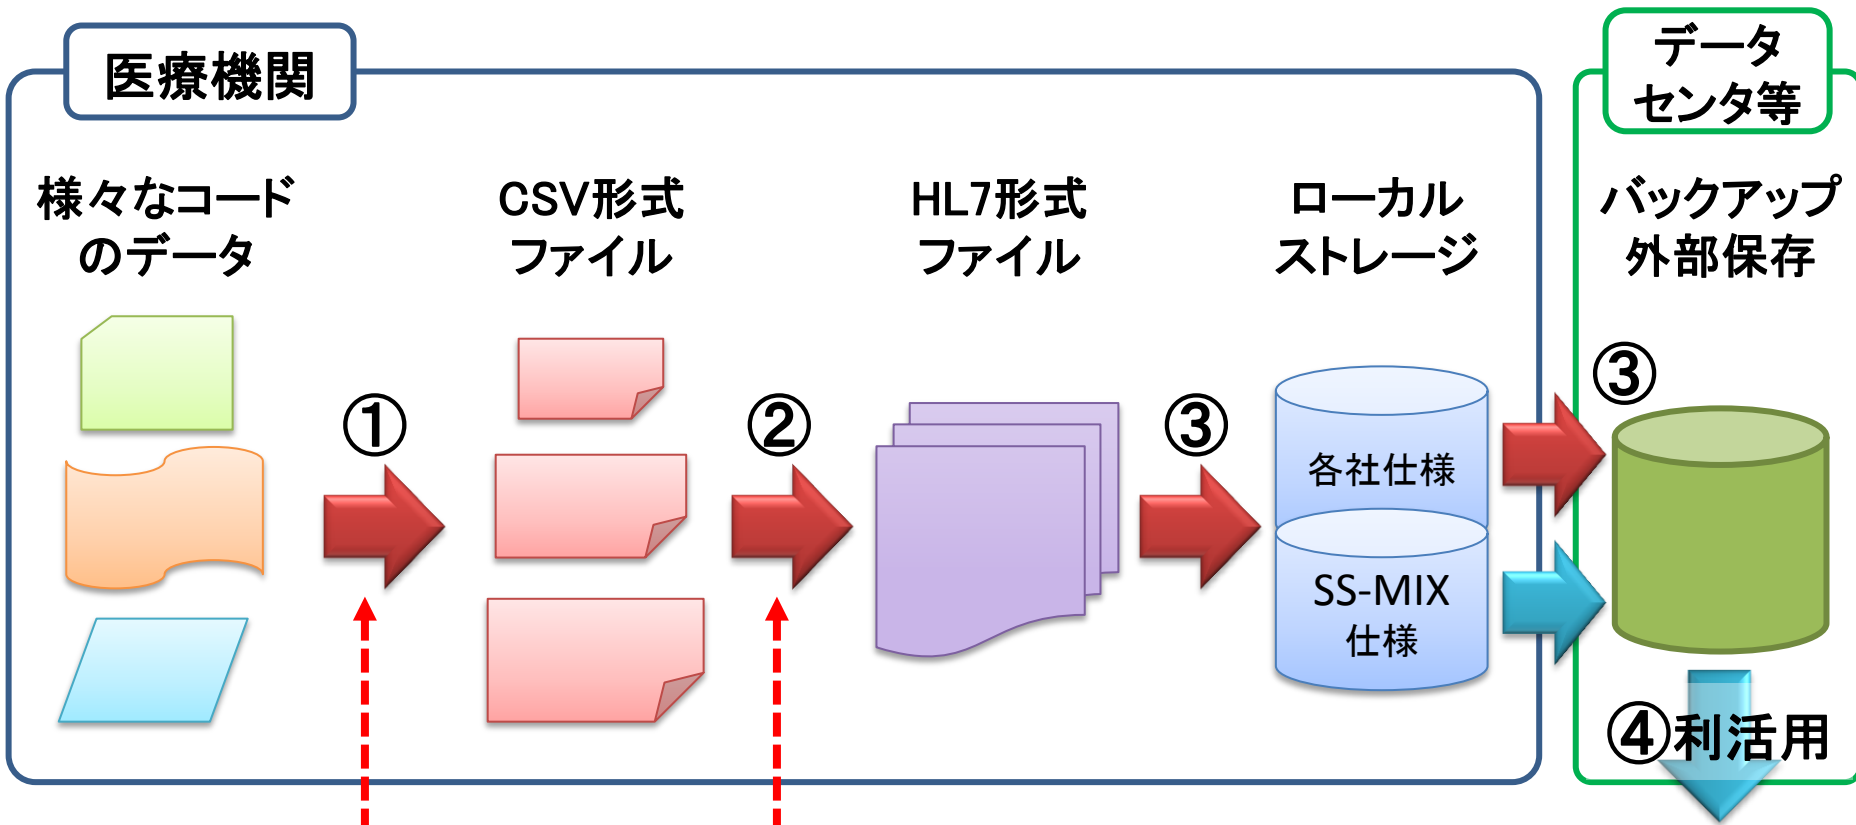 医療機関
データ
センタ等
様々なコード
のデータ
CSV形式
ファイル
HL7形式
ファイル
ローカル
ストレージ
バックアップ
外部保存
①
②
③
③
各社仕様
SS-MIX
仕様
④利活用